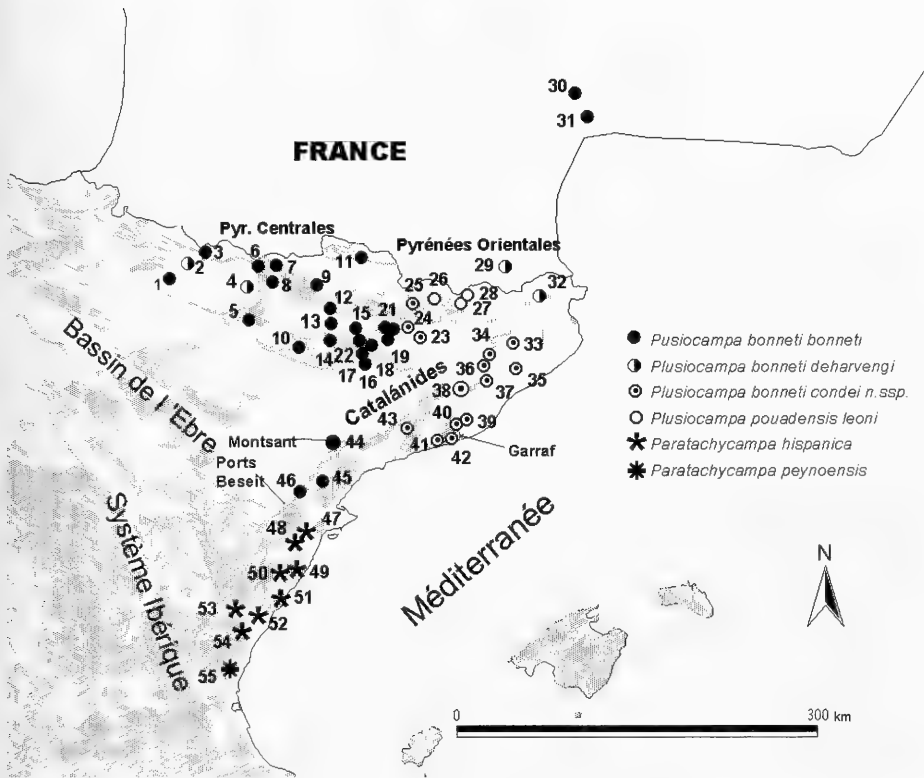 30
31
FRANCE
Pyr. Centrales
Pyrénées Orientales
3
2
1
6
7
4
8
9
11
5
12
13
10
14
15
21
22
17
16
18
19
25
26
24
23
29
28
27
32
34
33
36
35
37
38
Catalánides
43
40
39
41
42
Garraf
Bassin de l'Ebre
Montsant
44
Ports
Beseit
46
45
48
47
50
49
51
53
52
54
55
Système Ibérique
Méditerranée
Pusiocampa bonneti bonneti
Plusiocampa bonneti deharvengi
Plusiocampa bonneti condei n.ssp.
Plusiocampa pouadensis leoni
Paratachycampa hispanica
Paratachycampa peynoensis
N
0
300 km